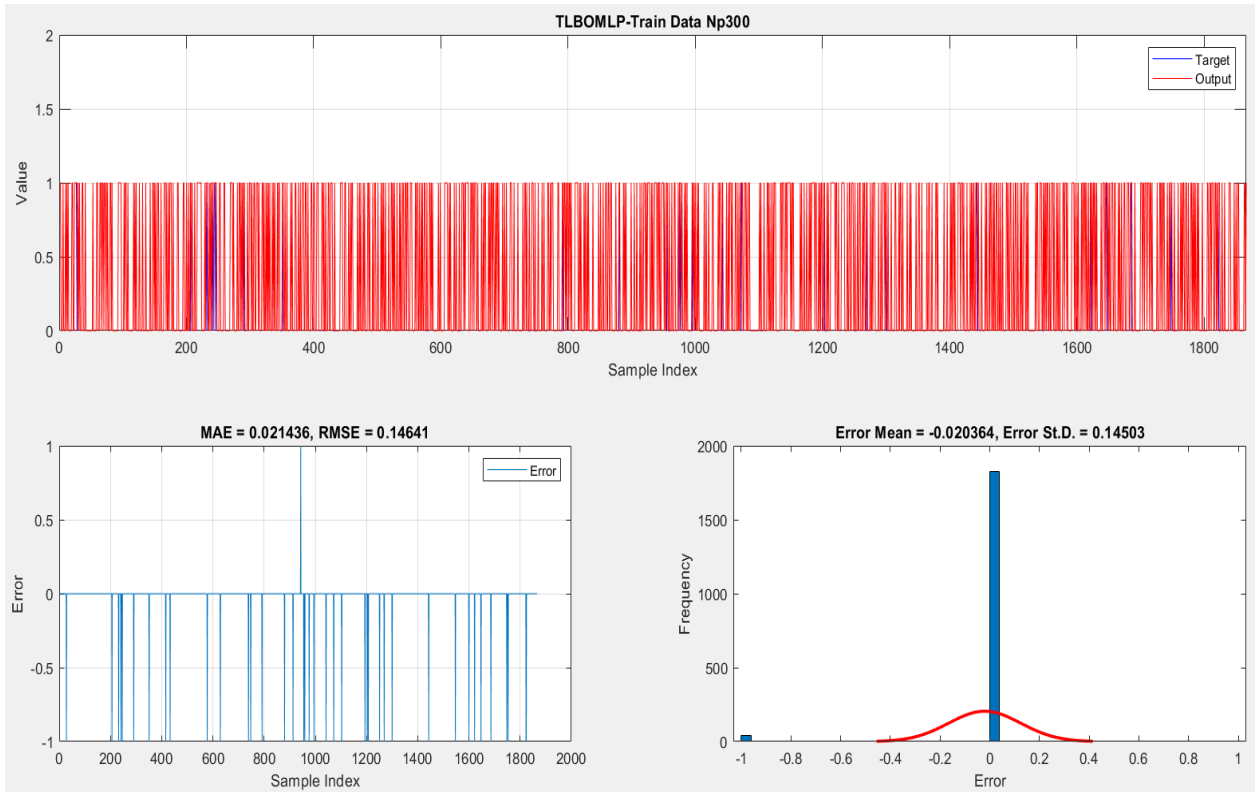 TLBOMLP-Train Data Np300
2
1.5
1
0.5
0
Value
Target
Output
0 200 400 600 800 1000 1200 1400 1600 1800
Sample Index
MAE = 0.021436, RMSE = 0.14641
1
0.5
0
-0.5
-1
Error
Error
0 200 400 600 800 1000 1200 1400 1600 1800 2000
Sample Index
Error Mean = -0.020364, Error St.D. = 0.14503
2000
1500
1000
500
0
Frequency
-1 -0.8 -0.6 -0.4 -0.2 0 0.2 0.4 0.6 0.8 1
Error